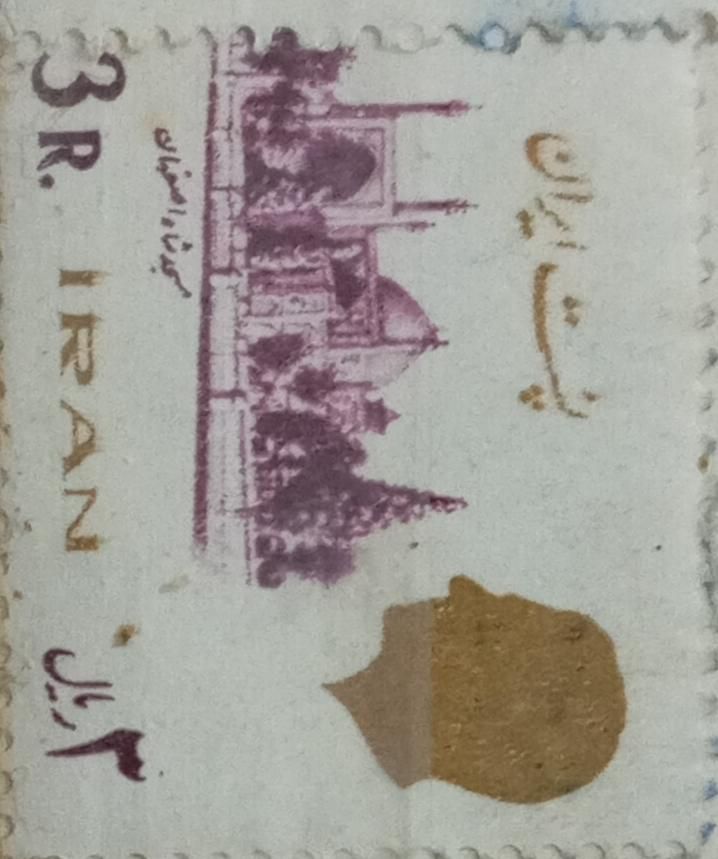 پست ایران
مسجد شاه اصفهان
3 R. IRAN ۳ ریال